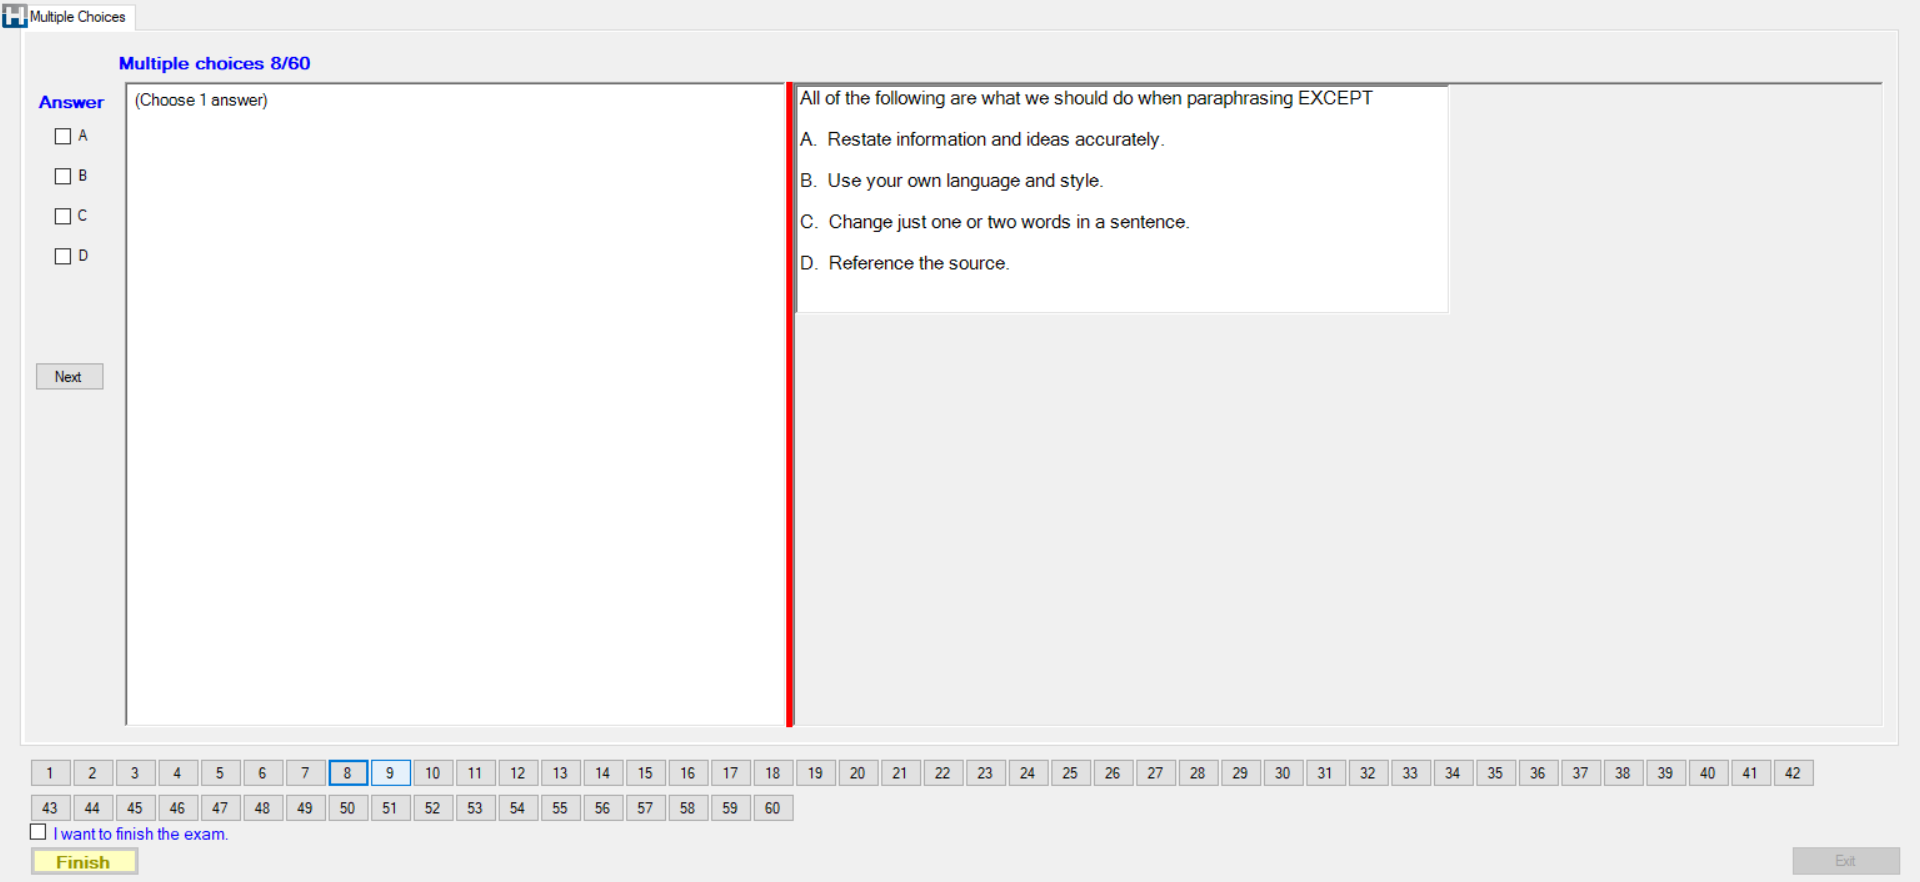 Multiple Choices
Multiple choices 8/60
Answer
A
B
C
D
Next
(Choose 1 answer)
All of the following are what we should do when paraphrasing EXCEPT
A. Restate information and ideas accurately.
B. Use your own language and style.
C. Change just one or two words in a sentence.
D. Reference the source.
1 2 3 4 5 6 7 8 9 10 11 12 13 14 15 16 17 18 19 20 21 22 23 24 25 26 27 28 29 30 31 32 33 34 35 36 37 38 39 40 41 42
43 44 45 46 47 48 49 50 51 52 53 54 55 56 57 58 59 60
I want to finish the exam.
Finish
Exit